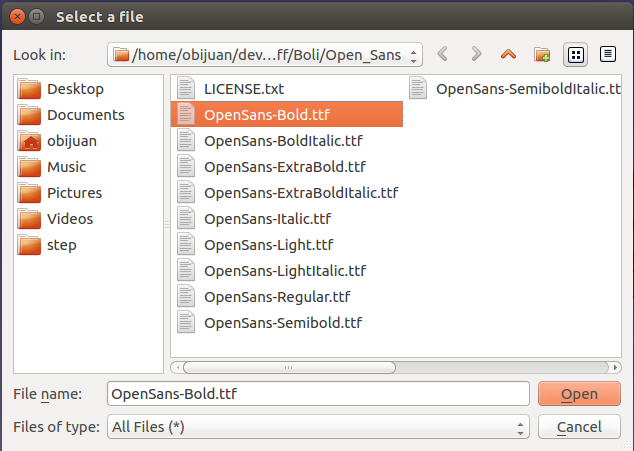 Select a file
Look in: /home/obijuan/dev...ff/Boli/Open_Sans
Desktop
Documents
obijuan
Music
Pictures
Videos
step
LICENSE.txt
OpenSans-Bold.ttf
OpenSans-BoldItalic.ttf
OpenSans-ExtraBold.ttf
OpenSans-ExtraBoldItalic.ttf
OpenSans-Italic.ttf
OpenSans-Light.ttf
OpenSans-LightItalic.ttf
OpenSans-Regular.ttf
OpenSans-Semibold.ttf
OpenSans-SemiboldItalic.tt
File name: OpenSans-Bold.ttf Open
Files of type: All Files (*) Cancel